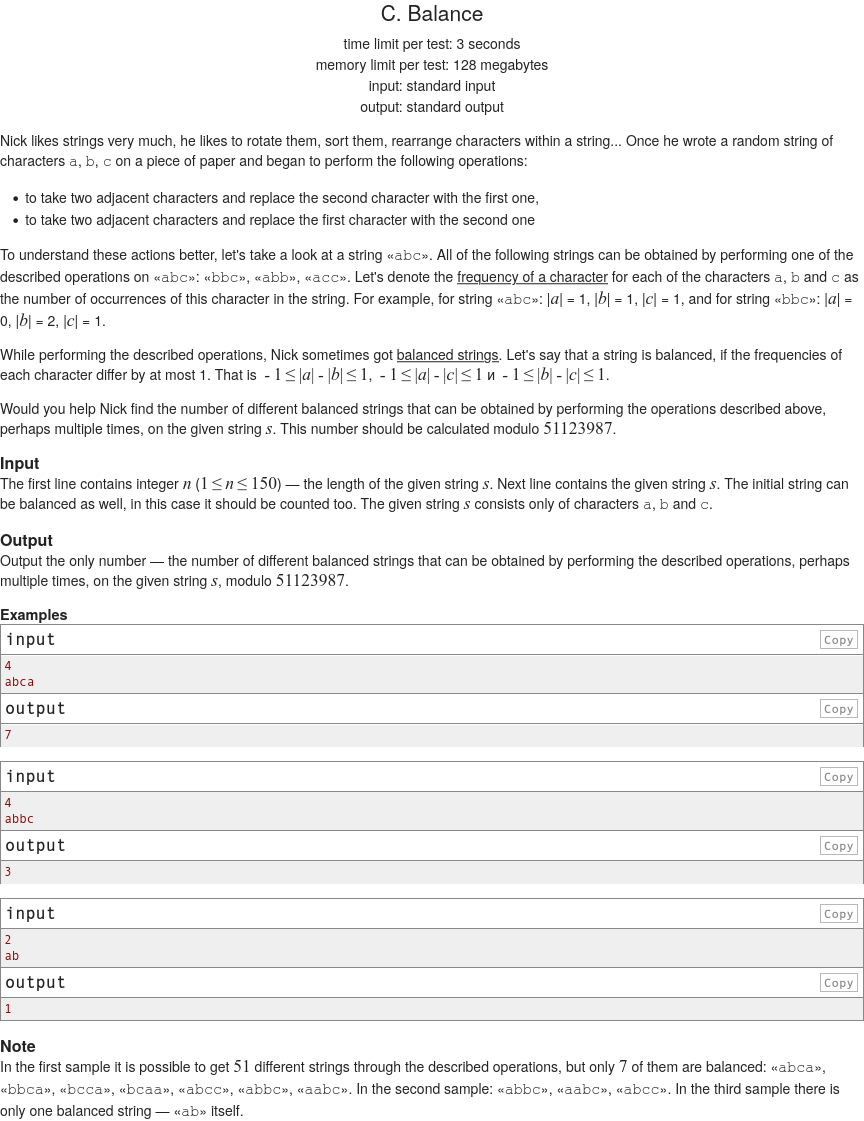 C. Balance
time limit per test: 3 seconds
memory limit per test: 128 megabytes
input: standard input
output: standard output
Nick likes strings very much, he likes to rotate them, sort them, rearrange characters within a string... Once he wrote a random string of
characters a, b, c on a piece of paper and began to perform the following operations:
• to take two adjacent characters and replace the second character with the first one,
• to take two adjacent characters and replace the first character with the second one
To understand these actions better, let's take a look at a string «abc». All of the following strings can be obtained by performing one of the
described operations on «abc»: «bbc», «abb», «acc». Let's denote the frequency of a character for each of the characters a, b and c as
the number of occurrences of this character in the string. For example, for string «abc»: |a| = 1, |b| = 1, |c| = 1, and for string «bbc»: |a| =
0, |b| = 2, |c| = 1.
While performing the described operations, Nick sometimes got balanced strings. Let's say that a string is balanced, if the frequencies of
each character differ by at most 1. That is  - 1 ≤ |a| - |b| ≤ 1,  - 1 ≤ |a| - |c| ≤ 1 и  - 1 ≤ |b| - |c| ≤ 1.
Would you help Nick find the number of different balanced strings that can be obtained by performing the operations described above,
perhaps multiple times, on the given string s. This number should be calculated modulo 51123987.
Input
The first line contains integer n (1 ≤ n ≤ 150) — the length of the given string s. Next line contains the given string s. The initial string can
be balanced as well, in this case it should be counted too. The given string s consists only of characters a, b and c.
Output
Output the only number — the number of different balanced strings that can be obtained by performing the described operations, perhaps
multiple times, on the given string s, modulo 51123987.
Examples
input Copy
4
abca
output Copy
7
input Copy
4
abbc
output Copy
3
input Copy
2
ab
output Copy
1
Note
In the first sample it is possible to get 51 different strings through the described operations, but only 7 of them are balanced: «abca»,
«bbca», «bcca», «bcaa», «abcc», «abbc», «aabc». In the second sample: «abbc», «aabc», «abcc». In the third sample there is
only one balanced string — «ab» itself.